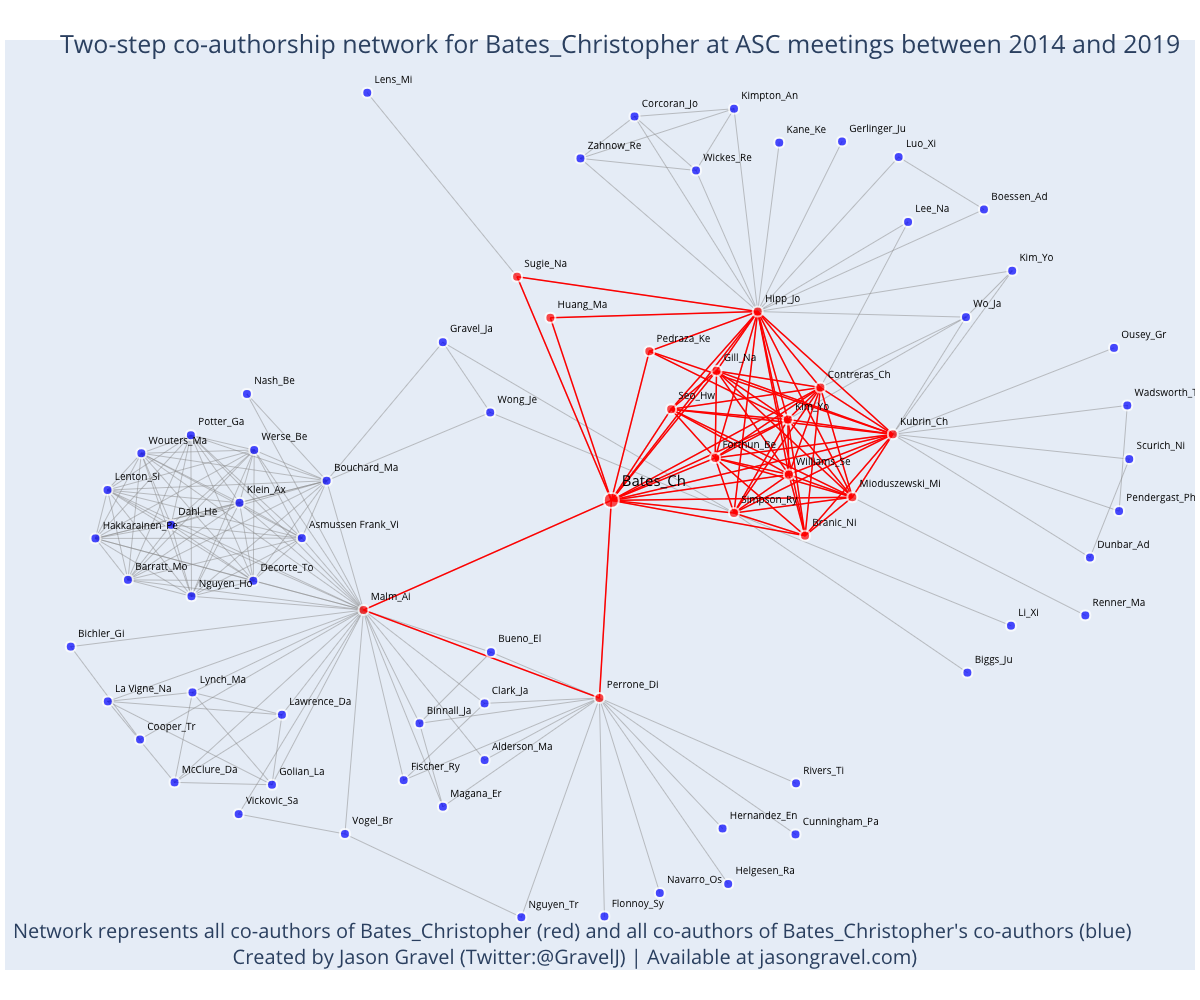 Two-step co-authorship network for Bates_Christopher at ASC meetings between 2014 and 2019
Lens_Mi
Kimpton_An
Corcoran_Jo
Kane_Ke
Gerlinger_Ju
Zahnow_Re
Luo_Xi
Wickes_Re
Boessen_Ad
Lee_Na
Kim_Yo
Sugie_Na
Hipp_Jo
Huang_Ma
Wo_Ja
Gravel_Ja
Pedraza_Ke
Ousey_Gr
Gill_Na
Contreras_Ch
Nash_Be
Wong_Je
Seo_Hw
Wadsworth_T
Potter_Ga
Kubrin_Ch
Wouters_Ma
Werse_Be
Forthun_Be
Scurich_Ni
Bouchard_Ma
Williams_Se
Lenton_Si
Bates_Ch
Mioduszewski_Mi
Klein_Ax
Simpson_Ry
Pendergast_Ph
Dahl_He
Hakkarainen_Pe
Asmussen Frank_Vi
Branic_Ni
Dunbar_Ad
Barratt_Mo
Decorte_To
Nguyen_Ho
Malm_Ai
Renner_Ma
Li_Xi
Bichler_Gi
Bueno_El
Biggs_Ju
La Vigne_Na
Lynch_Ma
Perrone_Di
Clark_Ja
Lawrence_Da
Binnall_Ja
Cooper_Tr
Alderson_Ma
McClure_Da
Golian_La
Fischer_Ry
Rivers_Ti
Magana_Er
Vickovic_Sa
Vogel_Br
Hernandez_En
Cunningham_Pa
Helgesen_Ra
Navarro_Os
Nguyen_Tr
Flonnoy_Sy
Network represents all co-authors of Bates_Christopher (red) and all co-authors of Bates_Christopher's co-authors (blue)
Created by Jason Gravel (Twitter:@GravelJ) | Available at jasongravel.com)